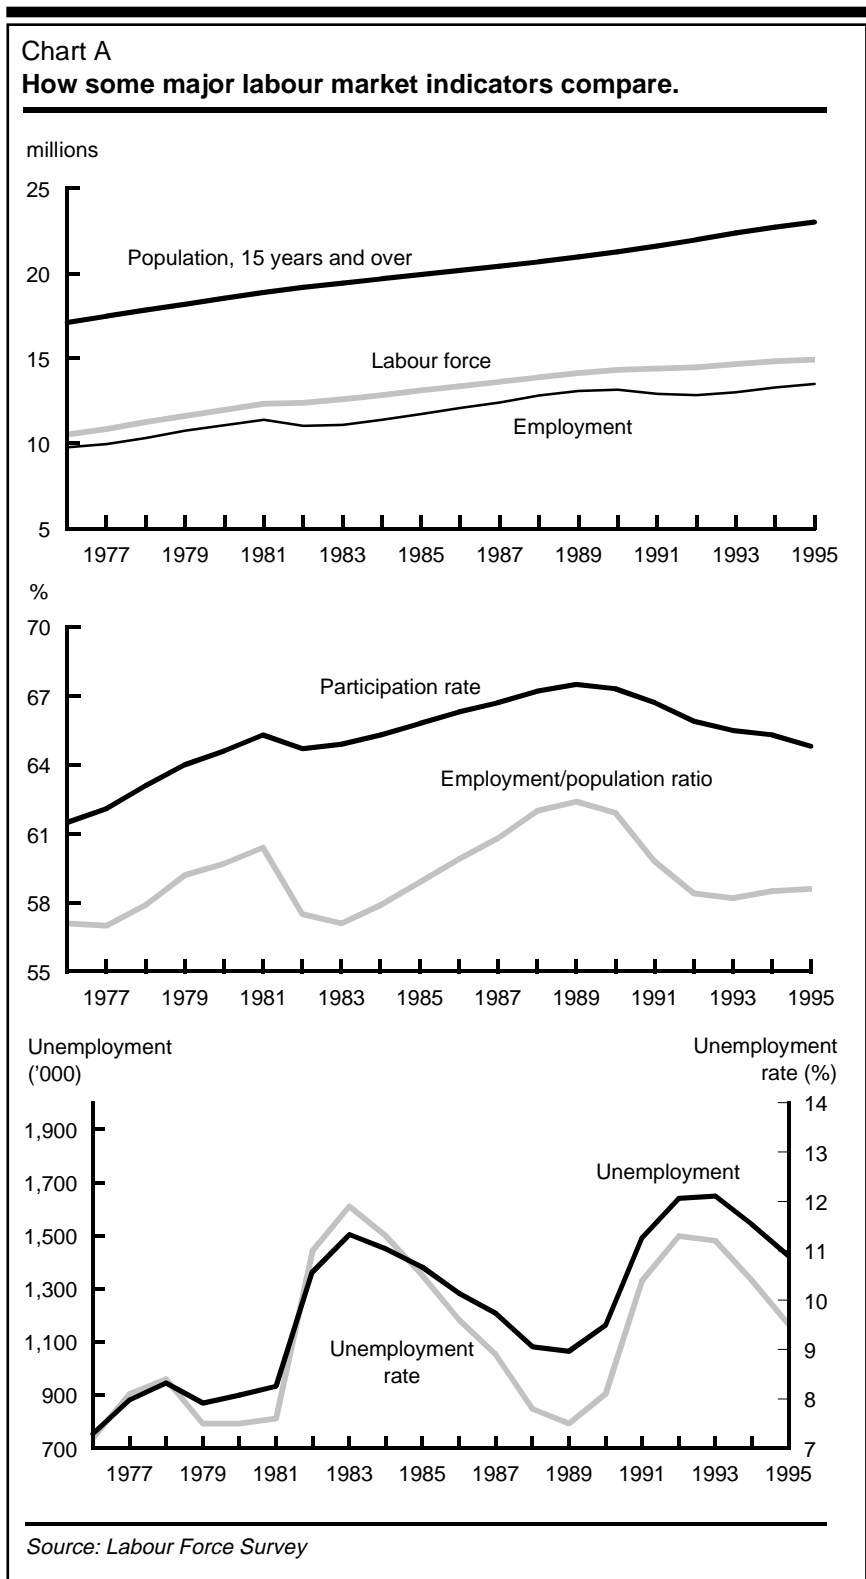 Chart A
How some major labour market indicators compare.
millions
25
Population, 15 years and over
20
15
Labour force
10
Employment
5
1977 1979 1981 1983 1985 1987 1989 1991 1993 1995
%
70
67
Participation rate
64
Employment/population ratio
61
58
55
1977 1979 1981 1983 1985 1987 1989 1991 1993 1995
Unemployment
('000)
Unemployment
rate (%)
14
1,900
13
Unemployment
1,700
12
1,500
11
1,300
10
1,100
Unemployment
rate
9
900
8
700
7
1977 1979 1981 1983 1985 1987 1989 1991 1993 1995
Source: Labour Force Survey